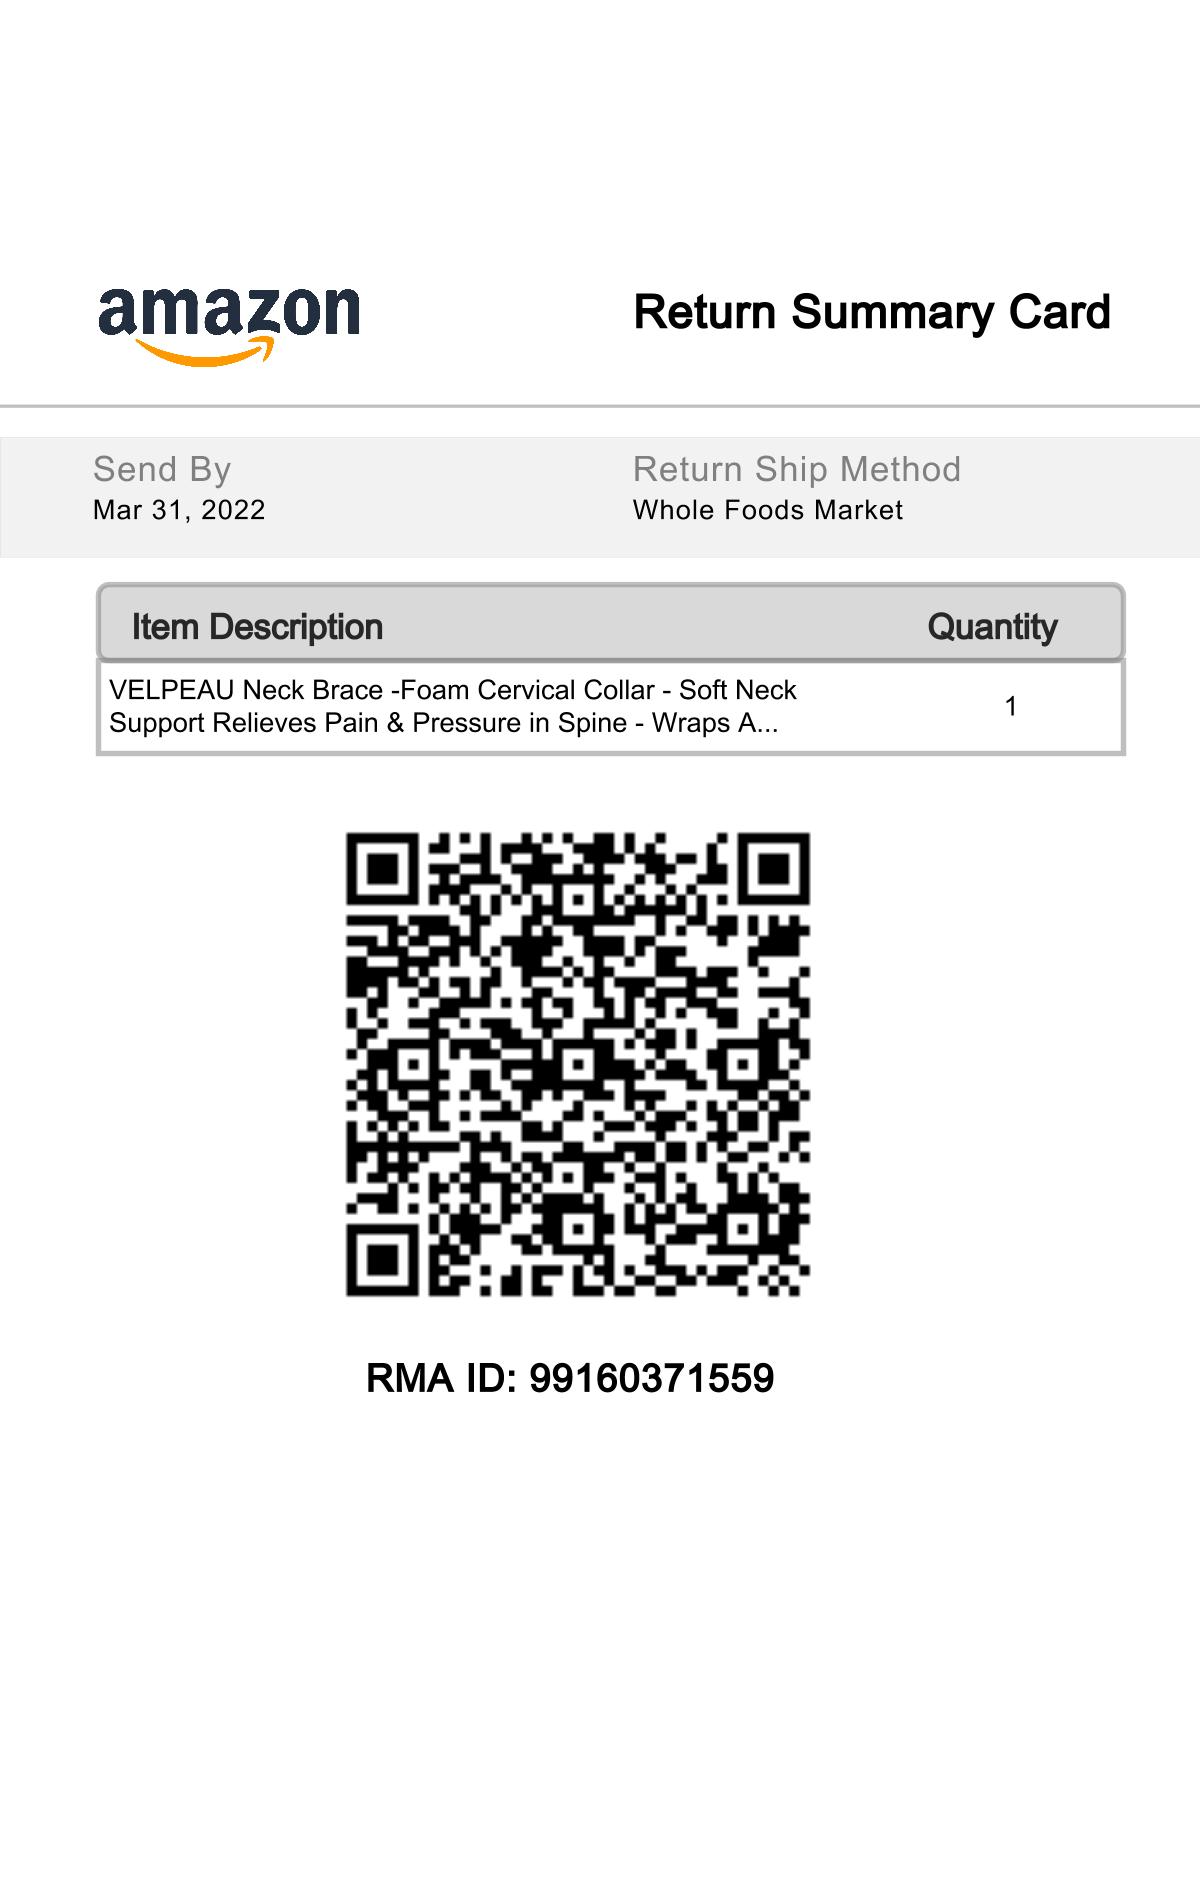 amazon
Return Summary Card
Send By
Return Ship Method
Mar 31, 2022
Whole Foods Market
Item Description
Quantity
VELPEAU Neck Brace -Foam Cervical Collar - Soft Neck
Support Relieves Pain & Pressure in Spine - Wraps A...
1
RMA ID: 99160371559